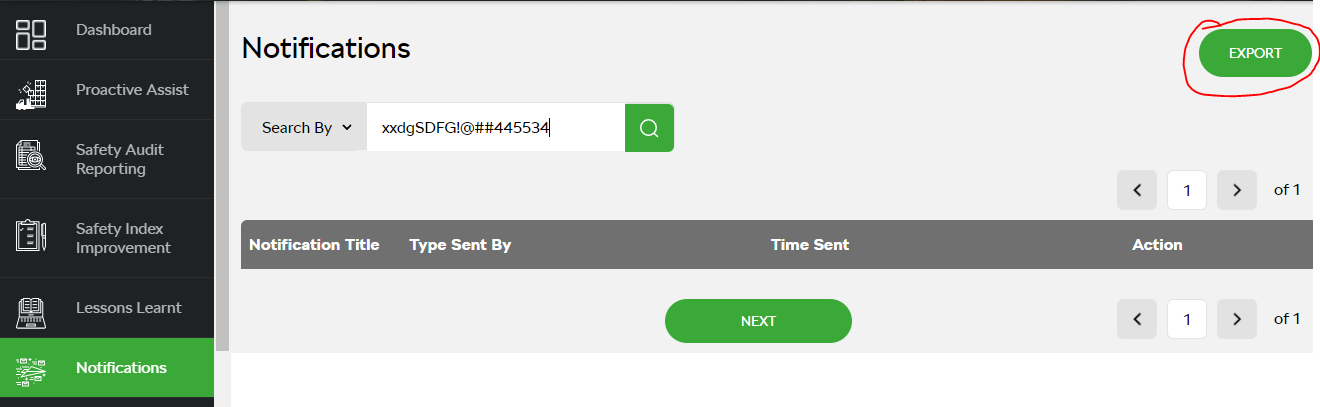 Dashboard
Proactive Assist
Safety Audit
Reporting
Safety Index
Improvement
Lessons Learnt
Notifications
Notifications
EXPORT
Search By
xxdgSDFG!@##445534
1
of 1
Notification Title
Type Sent By
Time Sent
Action
NEXT
1
of 1